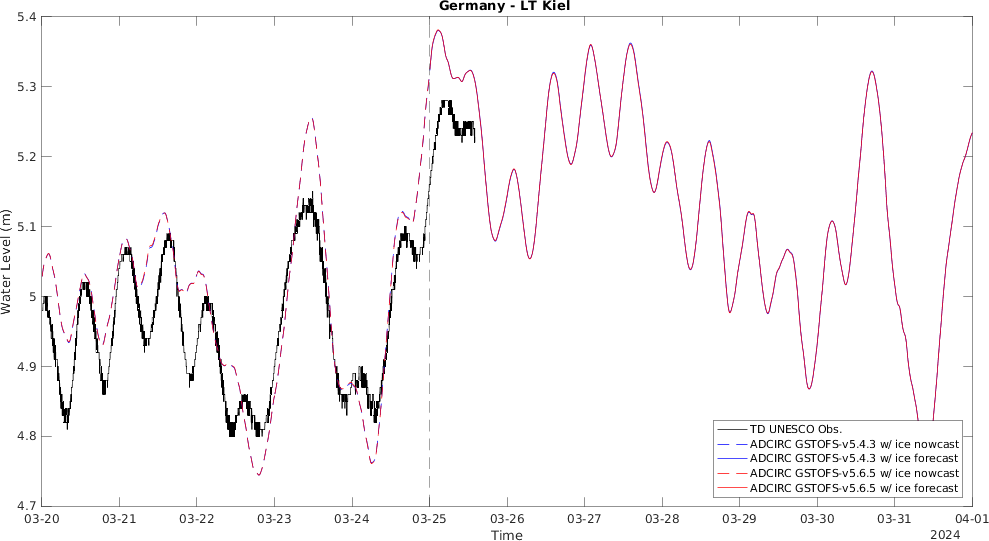 Germany - LT Kiel
5.4
5.3
5.2
5.1
5
4.9
4.8
4.7
Water Level (m)
TD UNESCO Obs.
ADCIRC GSTOFS-v5.4.3 w/ ice nowcast
ADCIRC GSTOFS-v5.4.3 w/ ice forecast
ADCIRC GSTOFS-v5.6.5 w/ ice nowcast
ADCIRC GSTOFS-v5.6.5 w/ ice forecast
03-20 03-21 03-22 03-23 03-24 03-25 03-26 03-27 03-28 03-29 03-30 03-31 04-01
Time
2024